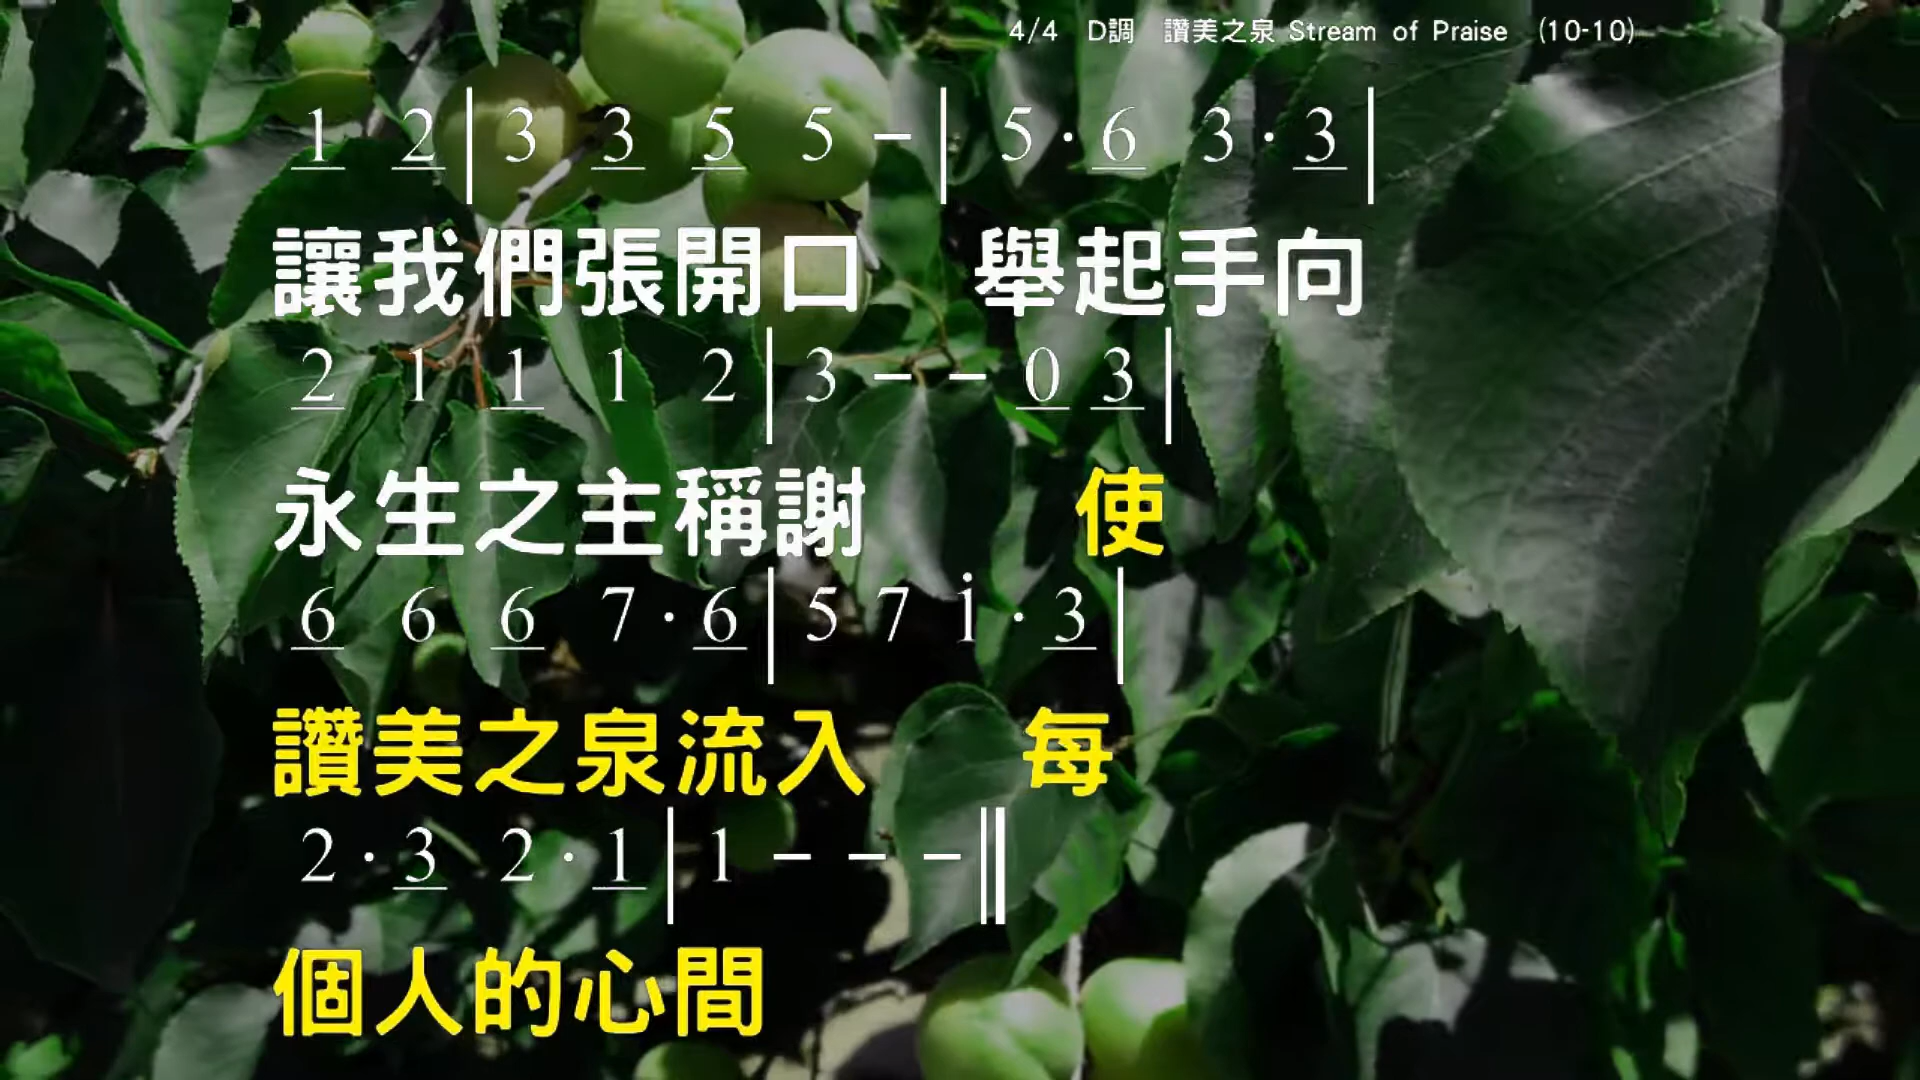 4/4 D調 讚美之泉 Stream of Praise (10-10)
1 2 | 3 3 5 5 - | 5 · 6 3 · 3 |
讓我們張開口 舉起手向
2 1 1 1 2 | 3 - - 0 3 |
永生之主稱謝 使
6 6 6 7 · 6 | 5 7 i · 3 |
讚美之泉流入 每
2 · 3 2 · 1 | 1 - - - ‖
個人的心間